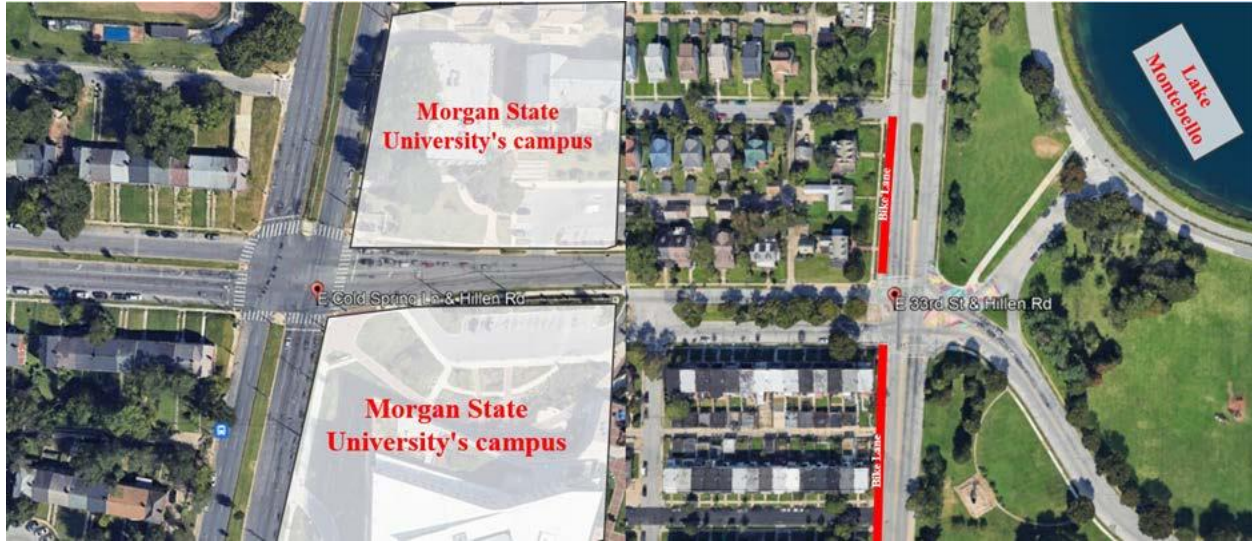 Morgan State
University's campus
E Cold Spring Ln & Hillen Rd
Morgan State
University's campus
Bike Lane
Lake
Montebello
E 33rd St & Hillen Rd
Bike Lane